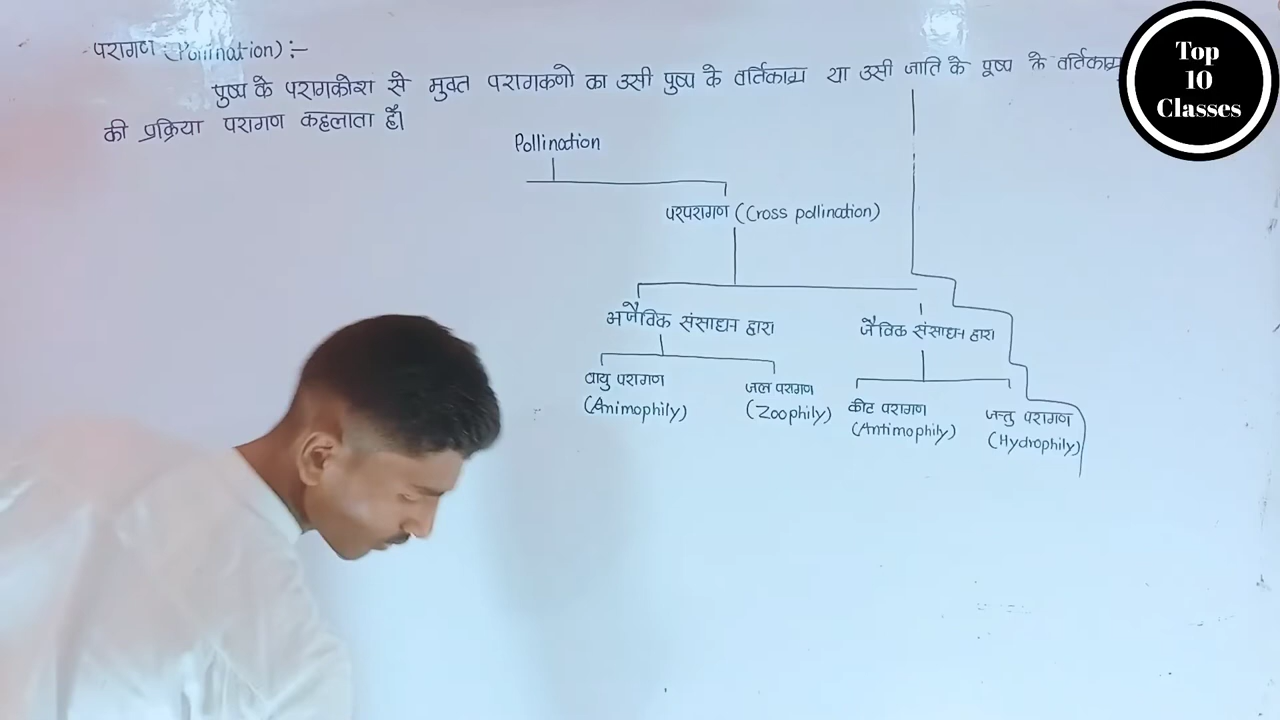 परागण (Pollination) :-
पुष्प के परागकोश से मुक्त परागकणो का उसी पुष्प के वर्तिकाग्र या उसी जाति के पुष्प के वर्तिकाग्र
की प्रक्रिया परागण कहलाता है।
Pollination
परपरागण (Cross pollination)
अजैविक संसाधन द्वारा
जैविक संसाधन द्वारा
वायु परागण
(Animophily)
जल परागण
(Zoophily)
कीट परागण
(Antimophily)
जन्तु परागण
(Hydrophily)
Top
10
Classes